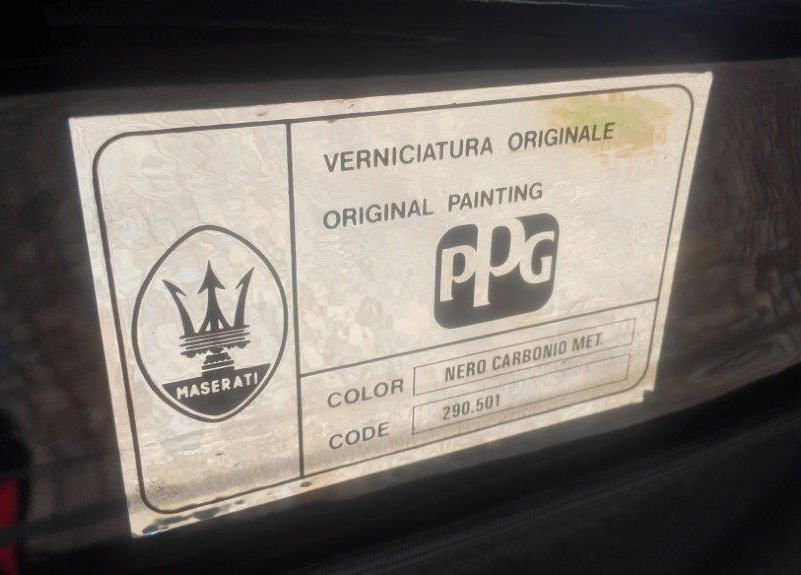 VERNICIATURA ORIGINALE
ORIGINAL PAINTING
PPG
MASERATI
COLOR NERO CARBONIO MET.
CODE 290.501